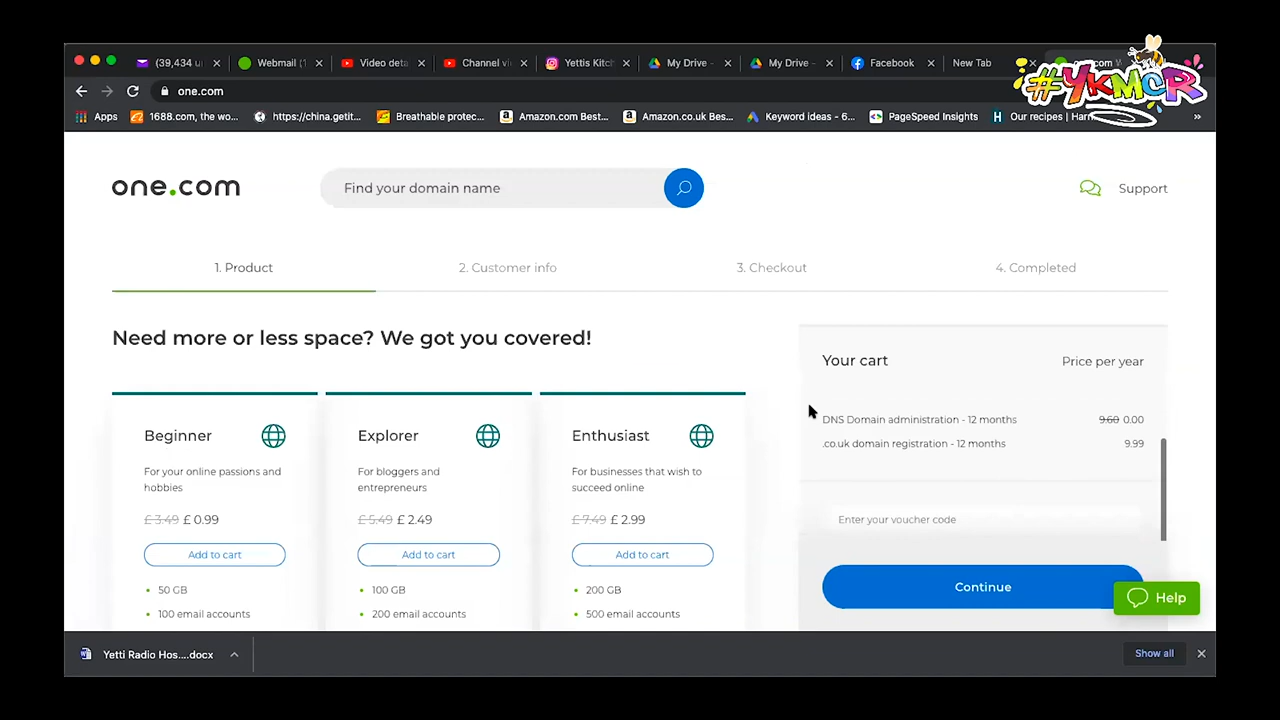 (39,434 u
Webmail (1
Video deta
Channel vi
Instagram Yettis Kitch
My Drive -
My Drive -
Facebook
New Tab
#YKMCR
one.com
Apps
1688.com, the wo...
https://china.getit...
Breathable protec...
Amazon.com Best...
Amazon.co.uk Best...
Keyword ideas - 6...
PageSpeed Insights
Our recipes | Har
»
one.com
Find your domain name
Support
1. Product
2. Customer info
3. Checkout
4. Completed
Need more or less space? We got you covered!
Your cart
Price per year
DNS Domain administration - 12 months
9.60 0.00
.co.uk domain registration - 12 months
9.99
Enter your voucher code
Continue
Help
Beginner
For your online passions and
hobbies
£ 3.49 £ 0.99
Add to cart
50 GB
100 email accounts
Explorer
For bloggers and
entrepreneurs
£ 5.49 £ 2.49
Add to cart
100 GB
200 email accounts
Enthusiast
For businesses that wish to
succeed online
£ 7.49 £ 2.99
Add to cart
200 GB
500 email accounts
Yetti Radio Hos....docx
Show all